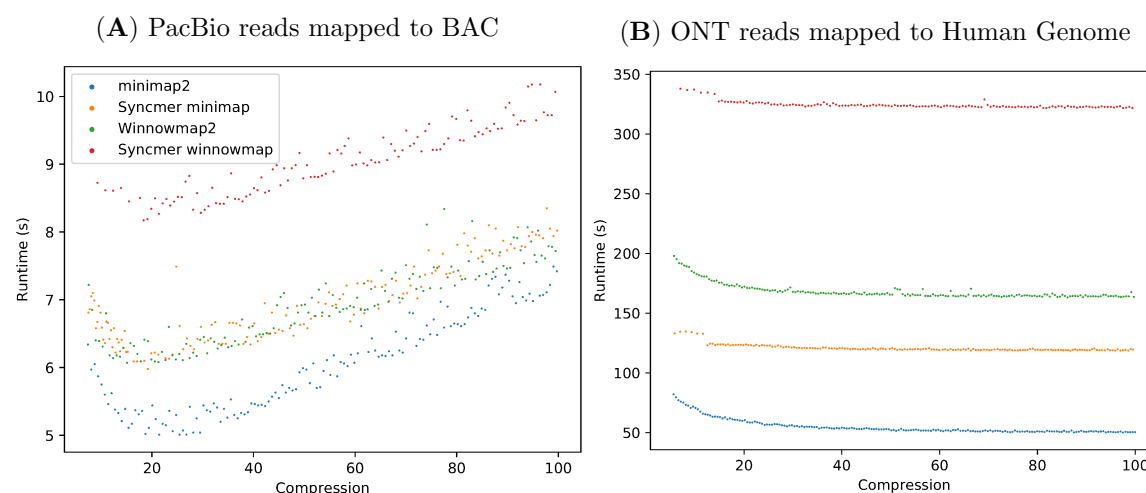 (A) PacBio reads mapped to BAC
minimap2
Syncmer minimap
Winnowmap2
Syncmer winnowmap
10
9
8
7
6
5
Runtime (s)
20 40 60 80 100
Compression
(B) ONT reads mapped to Human Genome
350
300
250
200
150
100
50
Runtime (s)
20 40 60 80 100
Compression